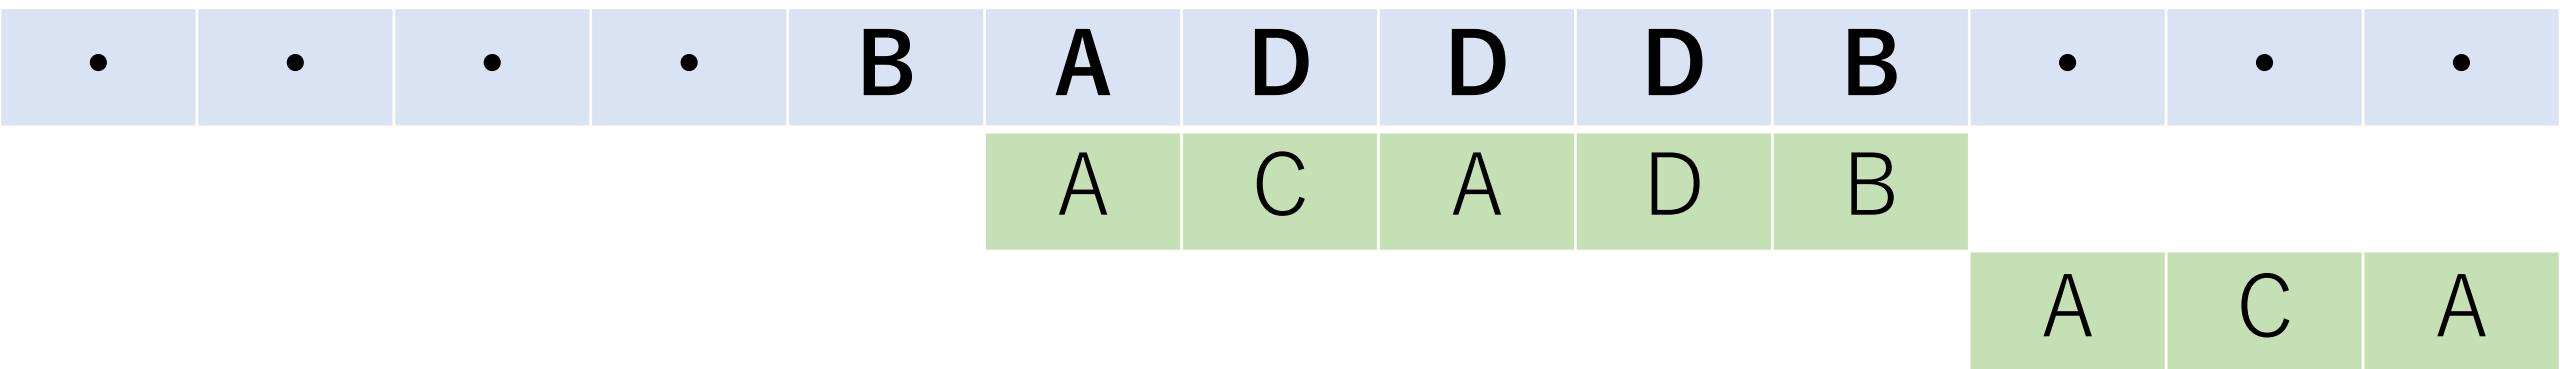 • • • • B A D D D B • • •
A C A D B
A C A